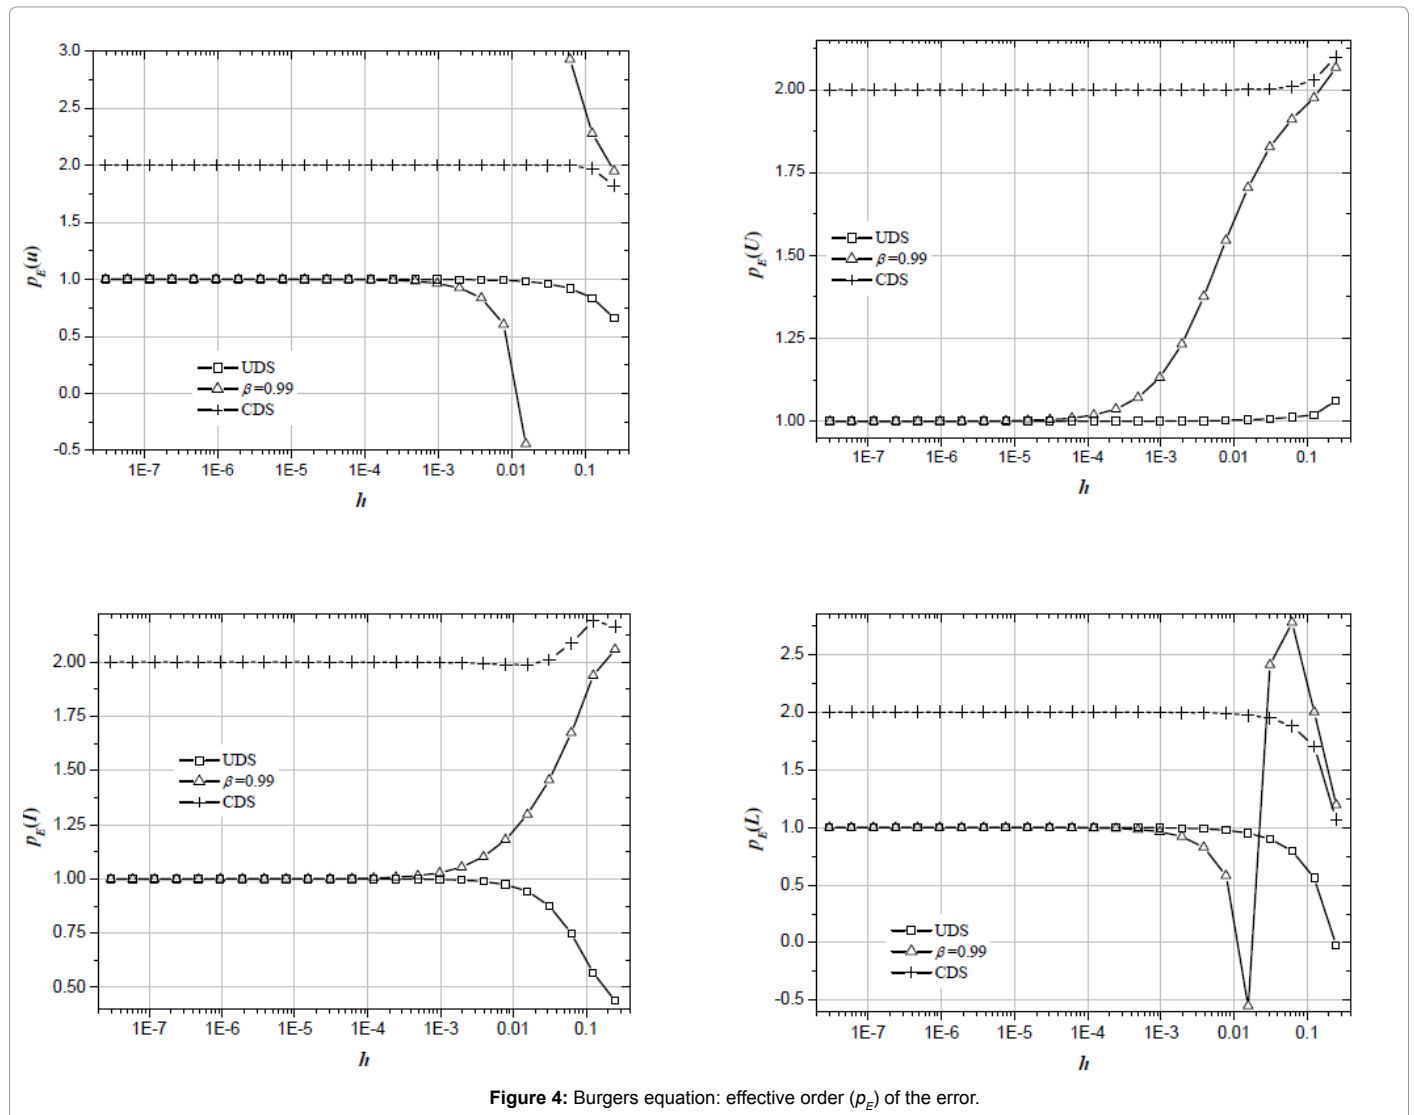 3.0
2.5
2.0
1.5
1.0
0.5
0.0
-0.5
p_E(u)
UDS
β=0.99
CDS
1E-7 1E-6 1E-5 1E-4 1E-3 0.01 0.1
h
2.00
1.75
1.50
1.25
1.00
p_E(U)
UDS
β=0.99
CDS
1E-7 1E-6 1E-5 1E-4 1E-3 0.01 0.1
h
2.00
1.75
1.50
1.25
1.00
0.75
0.50
p_E(I)
UDS
β=0.99
CDS
1E-7 1E-6 1E-5 1E-4 1E-3 0.01 0.1
h
2.5
2.0
1.5
1.0
0.5
0.0
-0.5
p_E(L)
UDS
β=0.99
CDS
1E-7 1E-6 1E-5 1E-4 1E-3 0.01 0.1
h
Figure 4: Burgers equation: effective order (p_E) of the error.